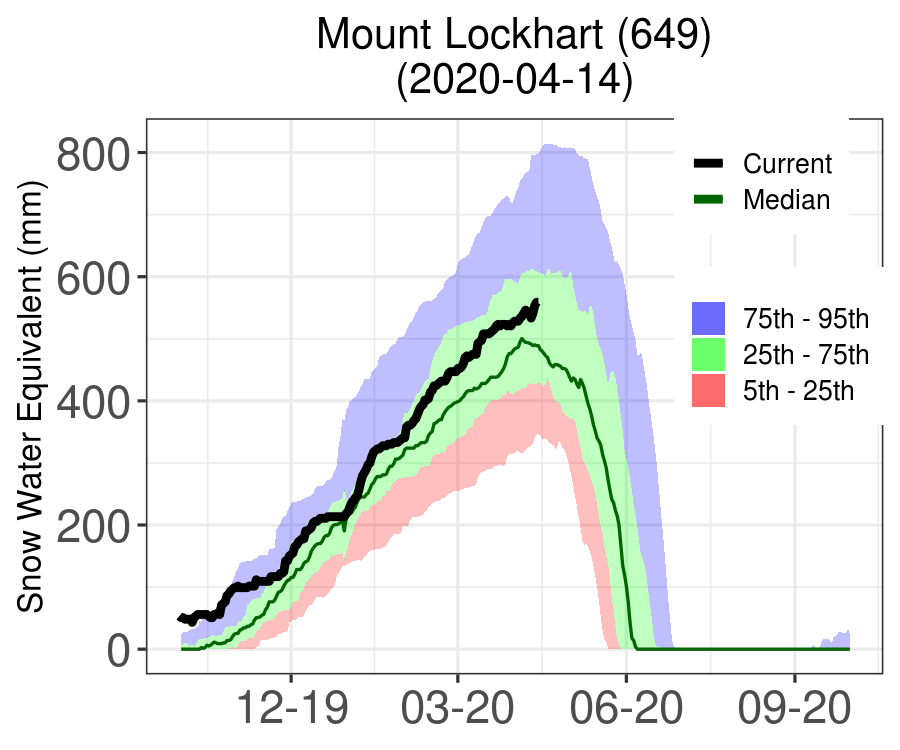 Mount Lockhart (649)
(2020-04-14)
Snow Water Equivalent (mm)
800
600
400
200
0
12-19
03-20
06-20
09-20
Current
Median
75th - 95th
25th - 75th
5th - 25th